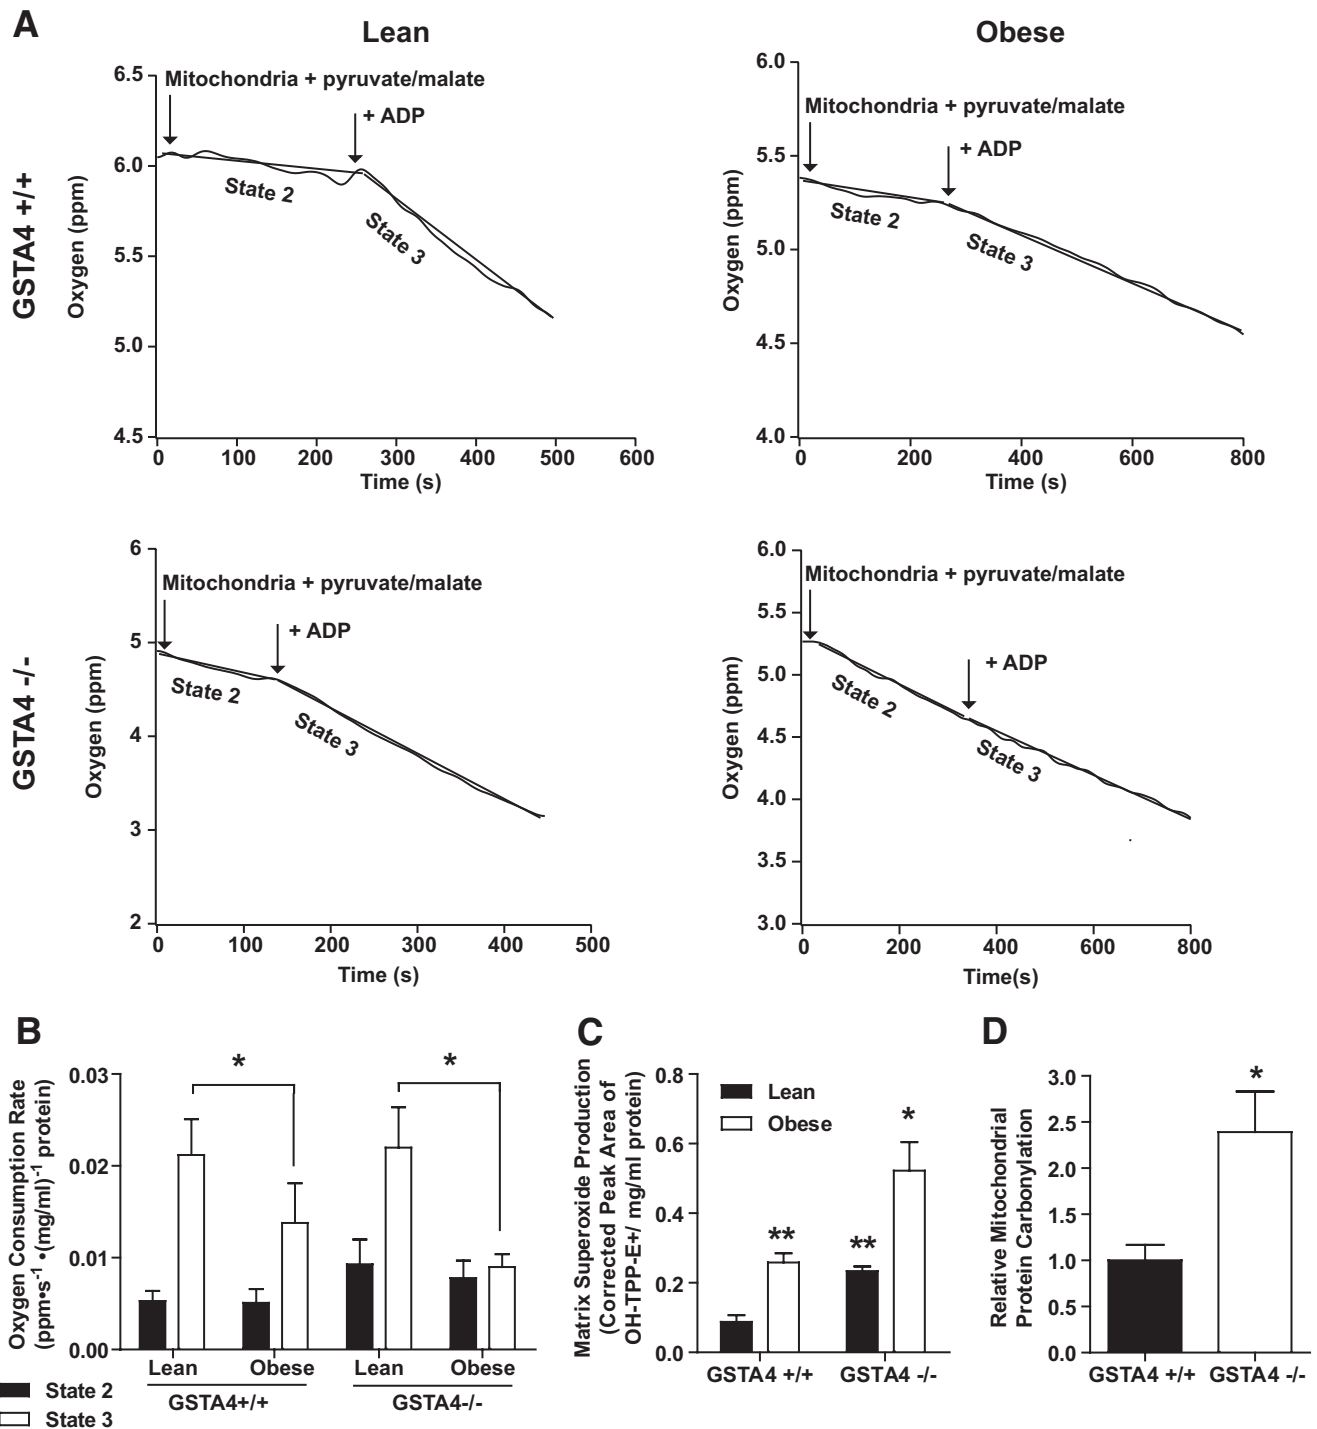 A
Lean
Obese
GSTA4 +/+
Oxygen (ppm)
6.5
6.0
5.5
5.0
4.5
Mitochondria + pyruvate/malate
+ ADP
State 2
State 3
0 100 200 300 400 500 600
Time (s)
Oxygen (ppm)
6.0
5.5
5.0
4.5
4.0
Mitochondria + pyruvate/malate
+ ADP
State 2
State 3
0 200 400 600 800
Time (s)
GSTA4 -/-
Oxygen (ppm)
6
5
4
3
2
Mitochondria + pyruvate/malate
+ ADP
State 2
State 3
0 100 200 300 400 500
Time (s)
Oxygen (ppm)
6.0
5.5
5.0
4.5
4.0
3.5
3.0
Mitochondria + pyruvate/malate
+ ADP
State 2
State 3
0 200 400 600 800
Time(s)
B
Oxygen Consumption Rate
(ppm•s-1 •(mg/ml)-1 protein)
0.03
0.02
0.01
0.00
*
*
Lean Obese Lean Obese
GSTA4+/+ GSTA4-/-
State 2
State 3
C
Matrix Superoxide Production
(Corrected Peak Area of
OH-TPP-E+/ mg/ml protein)
0.8
0.6
0.4
0.2
0.0
Lean
Obese
**
**
*
GSTA4 +/+ GSTA4 -/-
D
Relative Mitochondrial
Protein Carbonylation
3.0
2.5
2.0
1.5
1.0
0.5
0.0
*
GSTA4 +/+ GSTA4 -/-